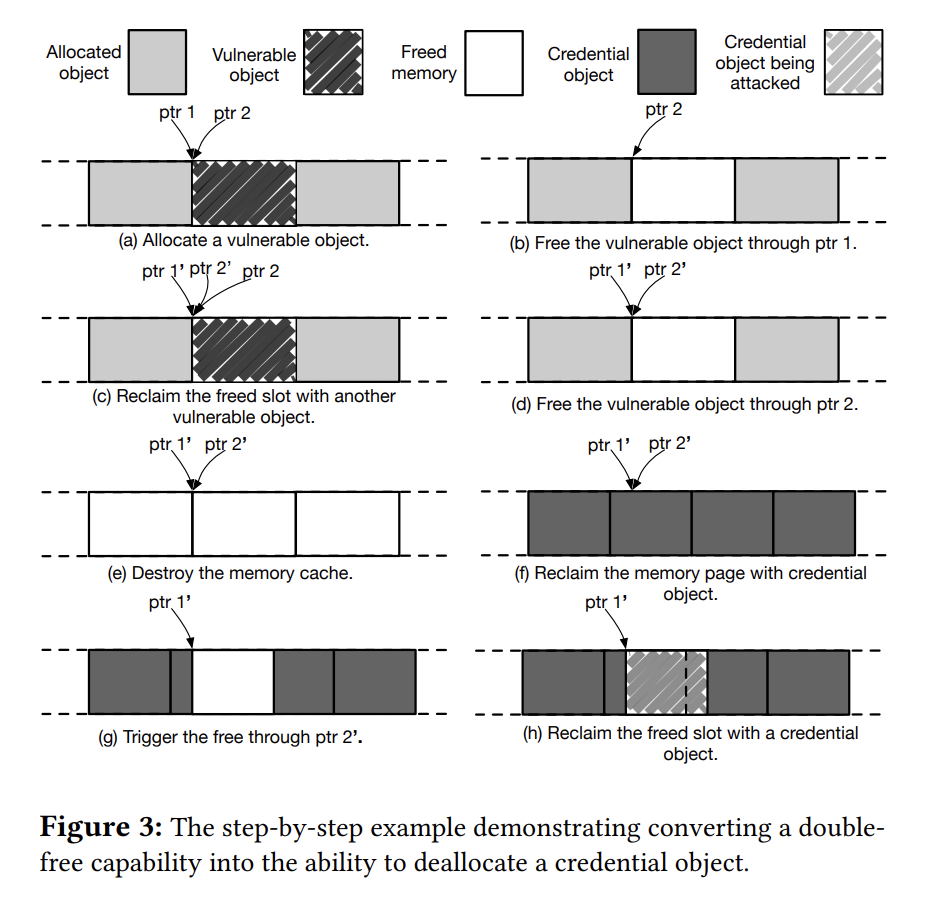 Allocated
object
Vulnerable
object
Freed
memory
Credential
object
Credential
object being
attacked
ptr 1 ptr 2
(a) Allocate a vulnerable object.
ptr 2
(b) Free the vulnerable object through ptr 1.
ptr 1’ ptr 2’ ptr 2
(c) Reclaim the freed slot with another
vulnerable object.
ptr 1’ ptr 2’
(d) Free the vulnerable object through ptr 2.
ptr 1’ ptr 2’
(e) Destroy the memory cache.
ptr 1’ ptr 2’
(f) Reclaim the memory page with credential
object.
ptr 1’
(g) Trigger the free through ptr 2’.
ptr 1’
(h) Reclaim the freed slot with a credential
object.
Figure 3: The step-by-step example demonstrating converting a double-
free capability into the ability to deallocate a credential object.